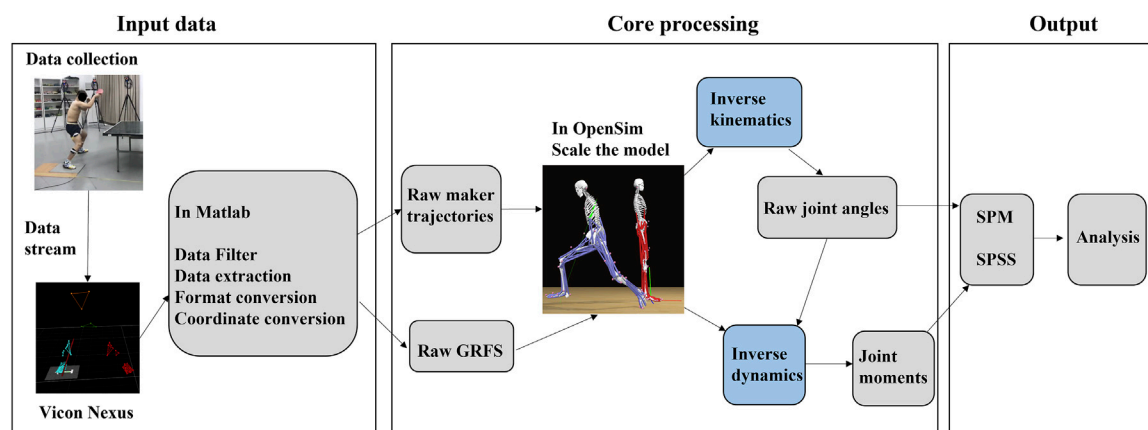 Input data
Data collection
Data
stream
Vicon Nexus
In Matlab
Data Filter
Data extraction
Format conversion
Coordinate conversion
Core processing
Raw maker
trajectories
Raw GRFS
In OpenSim
Scale the model
Inverse
kinematics
Raw joint angles
Inverse
dynamics
Joint
moments
Output
SPM
SPSS
Analysis